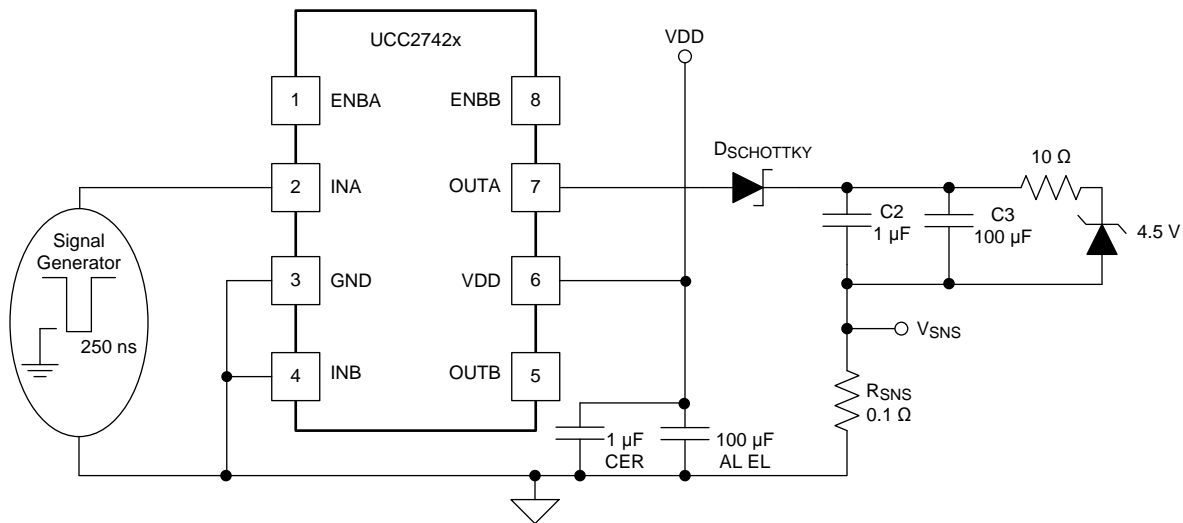 UCC2742x
VDD
1 ENBA
ENBB 8
DSCHOTTKY
10 Ω
2 INA
OUTA 7
C2
1 µF
C3
100 µF
4.5 V
Signal
Generator
250 ns
3 GND
VDD 6
VSNS
4 INB
OUTB 5
RSNS
0.1 Ω
1 µF
CER
100 µF
AL EL